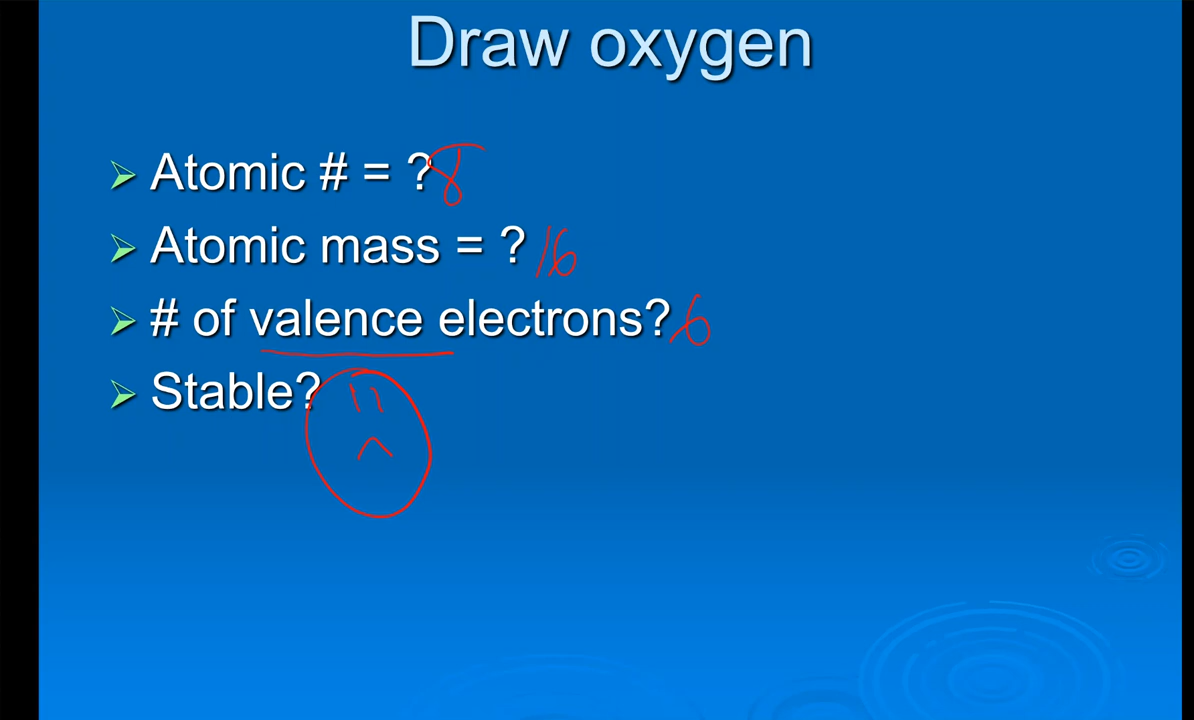 Draw oxygen
Atomic # = ? 8
Atomic mass = ? 16
# of valence electrons? 6
Stable?